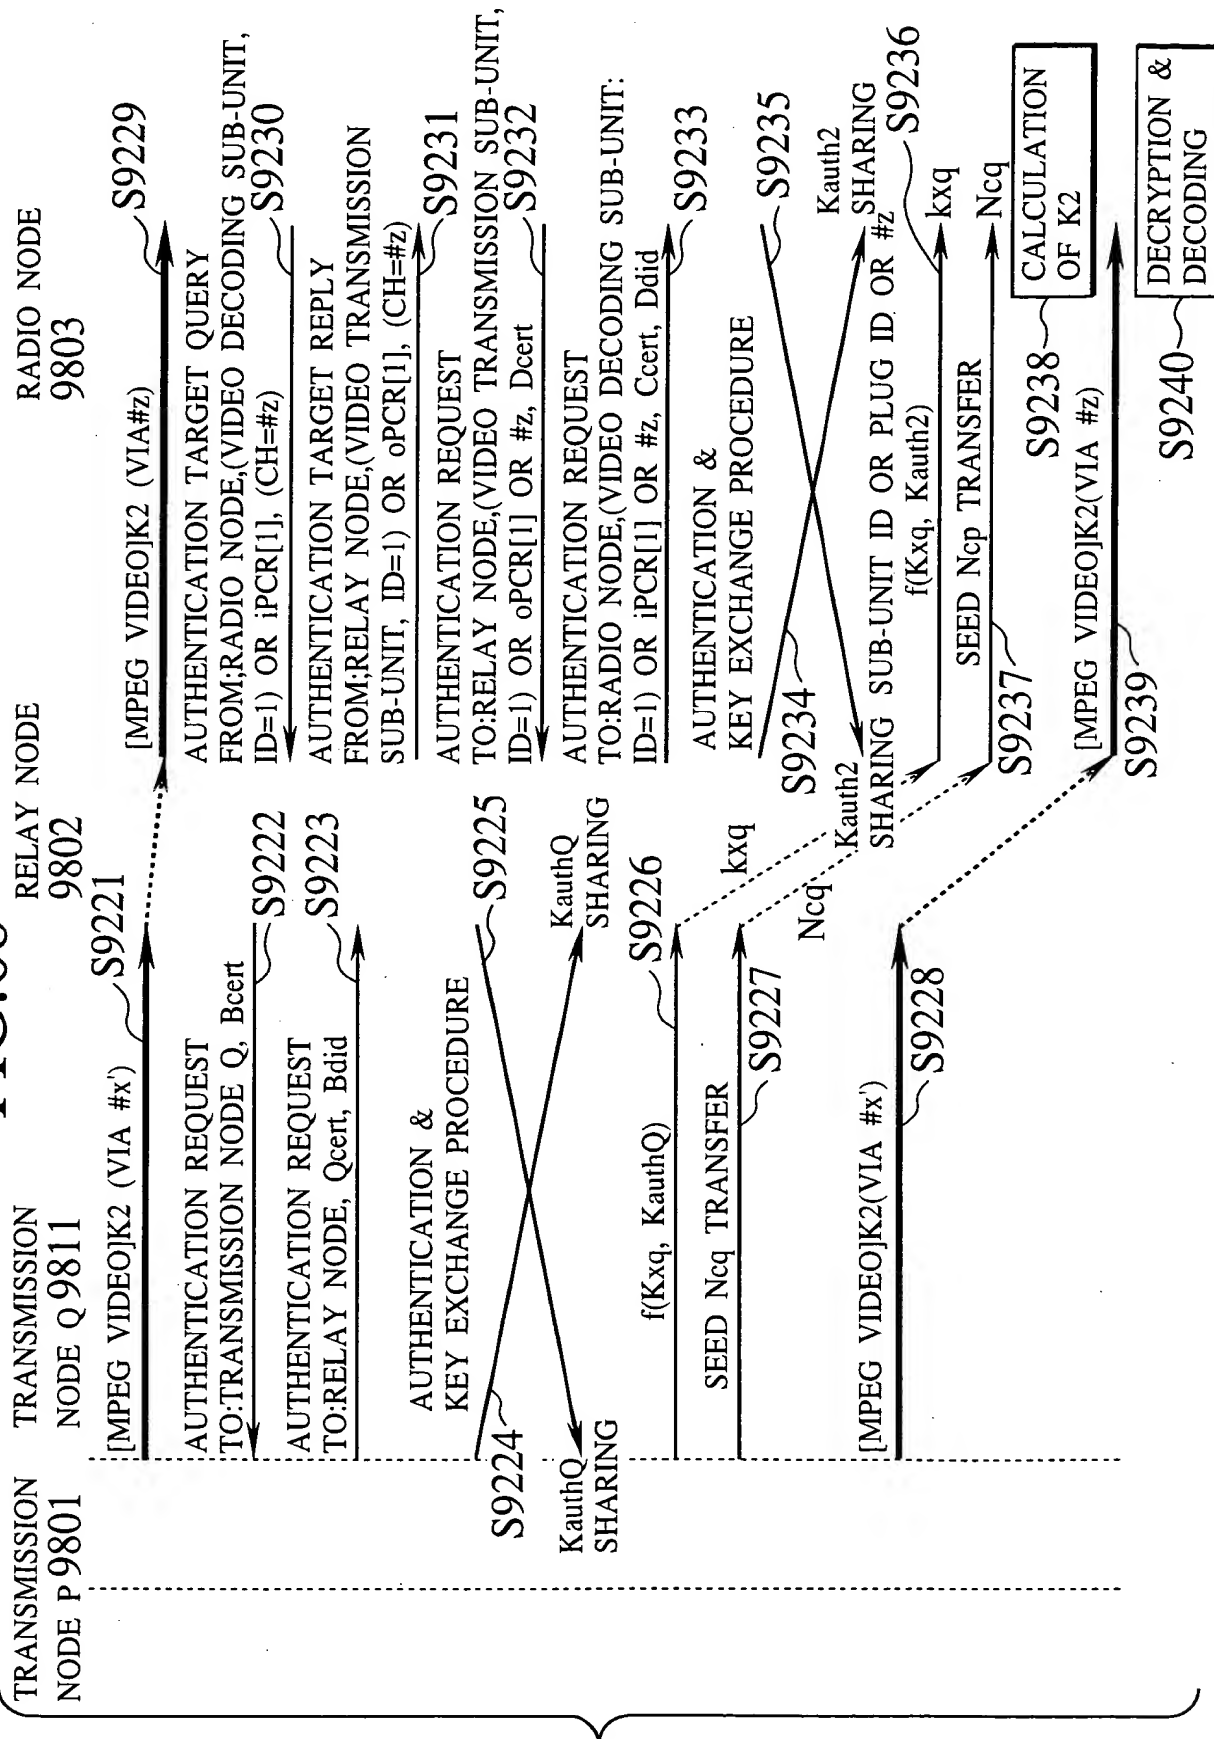 TRANSMISSION
NODE P 9801
TRANSMISSION
NODE Q 9811
RELAY NODE
9802
RADIO NODE
9803
[MPEG VIDEO]K2 (VIA #x')
S9221
AUTHENTICATION REQUEST
TO:TRANSMISSION NODE Q, Bcert
S9222
AUTHENTICATION REQUEST
TO:RELAY NODE, Qcert, Bdid
S9223
AUTHENTICATION &
KEY EXCHANGE PROCEDURE
S9224
S9225
KauthQ
SHARING
KauthQ
SHARING
f(Kxq, KauthQ)
S9226
kxq
SEED Ncq TRANSFER
S9227
Ncq
[MPEG VIDEO]K2(VIA #x')
S9228
[MPEG VIDEO]K2 (VIA#z)
S9229
AUTHENTICATION TARGET QUERY
FROM;RADIO NODE,(VIDEO DECODING SUB-UNIT,
ID=1) OR iPCR[1], (CH=#z)
S9230
AUTHENTICATION TARGET REPLY
FROM;RELAY NODE,(VIDEO TRANSMISSION
SUB-UNIT, ID=1) OR oPCR[1], (CH=#z)
S9231
AUTHENTICATION REQUEST
TO:RELAY NODE,(VIDEO TRANSMISSION SUB-UNIT,
ID=1) OR oPCR[1] OR #z, Dcert
S9232
AUTHENTICATION REQUEST
TO:RADIO NODE,(VIDEO DECODING SUB-UNIT:
ID=1) OR iPCR[1] OR #z, Ccert, Ddid
S9233
AUTHENTICATION &
KEY EXCHANGE PROCEDURE
S9234
S9235
Kauth2
SHARING
Kauth2
SHARING
SUB-UNIT ID OR PLUG ID OR #z
S9236
f(Kxq, Kauth2)
kxq
SEED Ncp TRANSFER
Ncq
S9237
S9238
CALCULATION
OF K2
[MPEG VIDEO]K2(VIA #z)
S9239
S9240
DECRYPTION &
DECODING